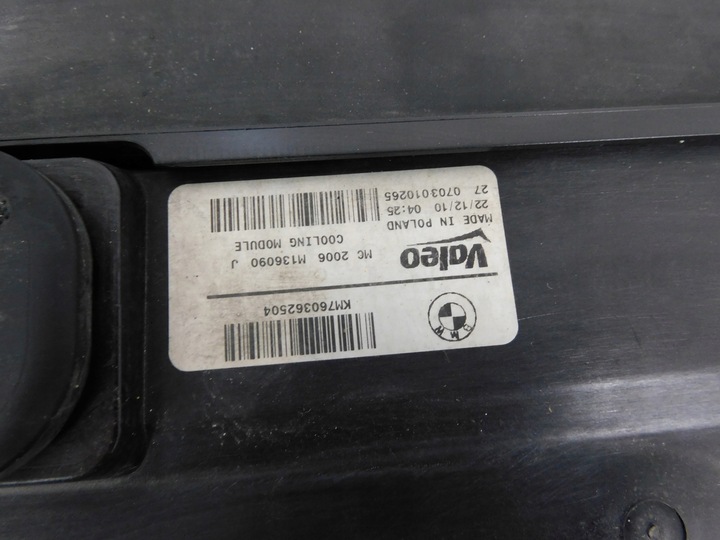 BMW
KM760362504
Valeo
MC 2006 M136090 J
COOLING MODULE
MADE IN POLAND
22/12/10 04:25
27 0703010265